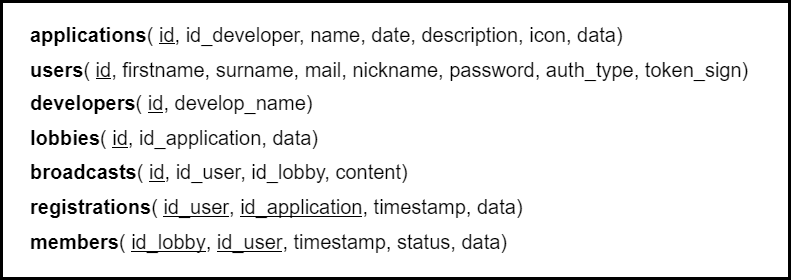 applications( id, id_developer, name, date, description, icon, data)
users( id, firstname, surname, mail, nickname, password, auth_type, token_sign)
developers( id, develop_name)
lobbies( id, id_application, data)
broadcasts( id, id_user, id_lobby, content)
registrations( id_user, id_application, timestamp, data)
members( id_lobby, id_user, timestamp, status, data)